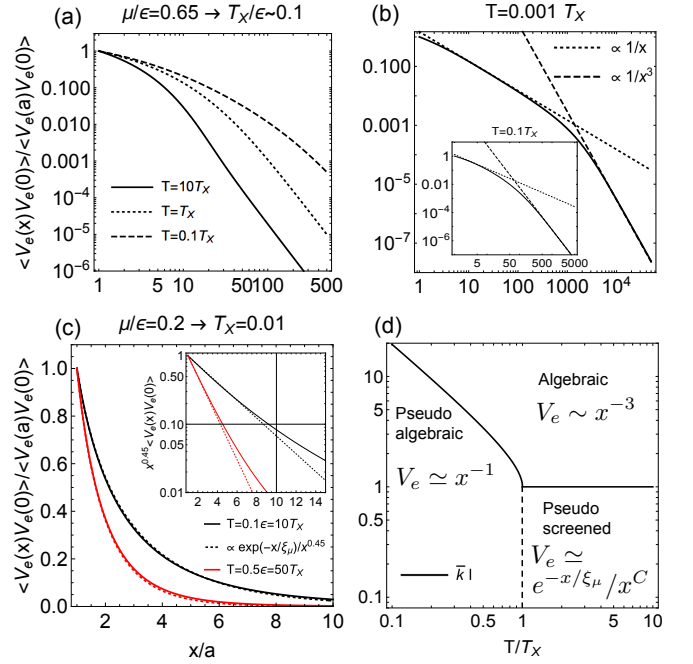 (a)
μ/ϵ=0.65 → T_X/ϵ~0.1
<V_e(x)V_e(0)>/<V_e(a)V_e(0)>
1
0.100
0.010
0.001
10^-4
10^-5
10^-6
T=10T_X
T=T_X
T=0.1T_X
1
5
10
50
100
500
(b)
T=0.001 T_X
0.100
0.001
10^-5
10^-7
∝ 1/x
∝ 1/x^3
T=0.1T_X
1
0.01
10^-4
10^-6
5
50
500
5000
1
10
100
1000
10^4
(c)
μ/ϵ=0.2 → T_X=0.01
<V_e(x)V_e(0)>/<V_e(a)V_e(0)>
1.0
0.8
0.6
0.4
0.2
0.0
x^0.45<V_e(x)V_e(0)>
1
0.50
0.10
0.05
0.01
2 4 6 8 10 12 14
T=0.1ϵ=10T_X
∝ exp(-x/ξ_μ)/x^0.45
T=0.5ϵ=50T_X
2 4 6 8 10
x/a
(d)
10
5
1
0.5
0.1
Algebraic
V_e ∼ x^-3
Pseudo
algebraic
V_e ≃ x^-1
Pseudo
screened
V_e ≃
e^-x/ξ_μ/x^C
k̅ l
0.1 0.5 1 5 10
T/T_X